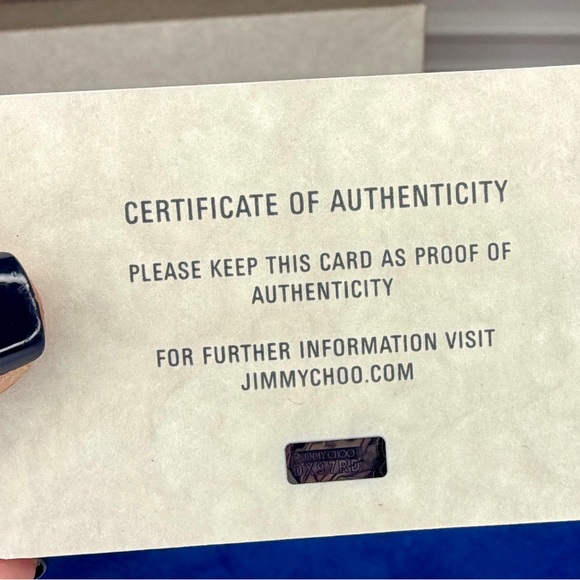 CERTIFICATE OF AUTHENTICITY
PLEASE KEEP THIS CARD AS PROOF OF
AUTHENTICITY
FOR FURTHER INFORMATION VISIT
JIMMYCHOO.COM
JIMMY CHOO